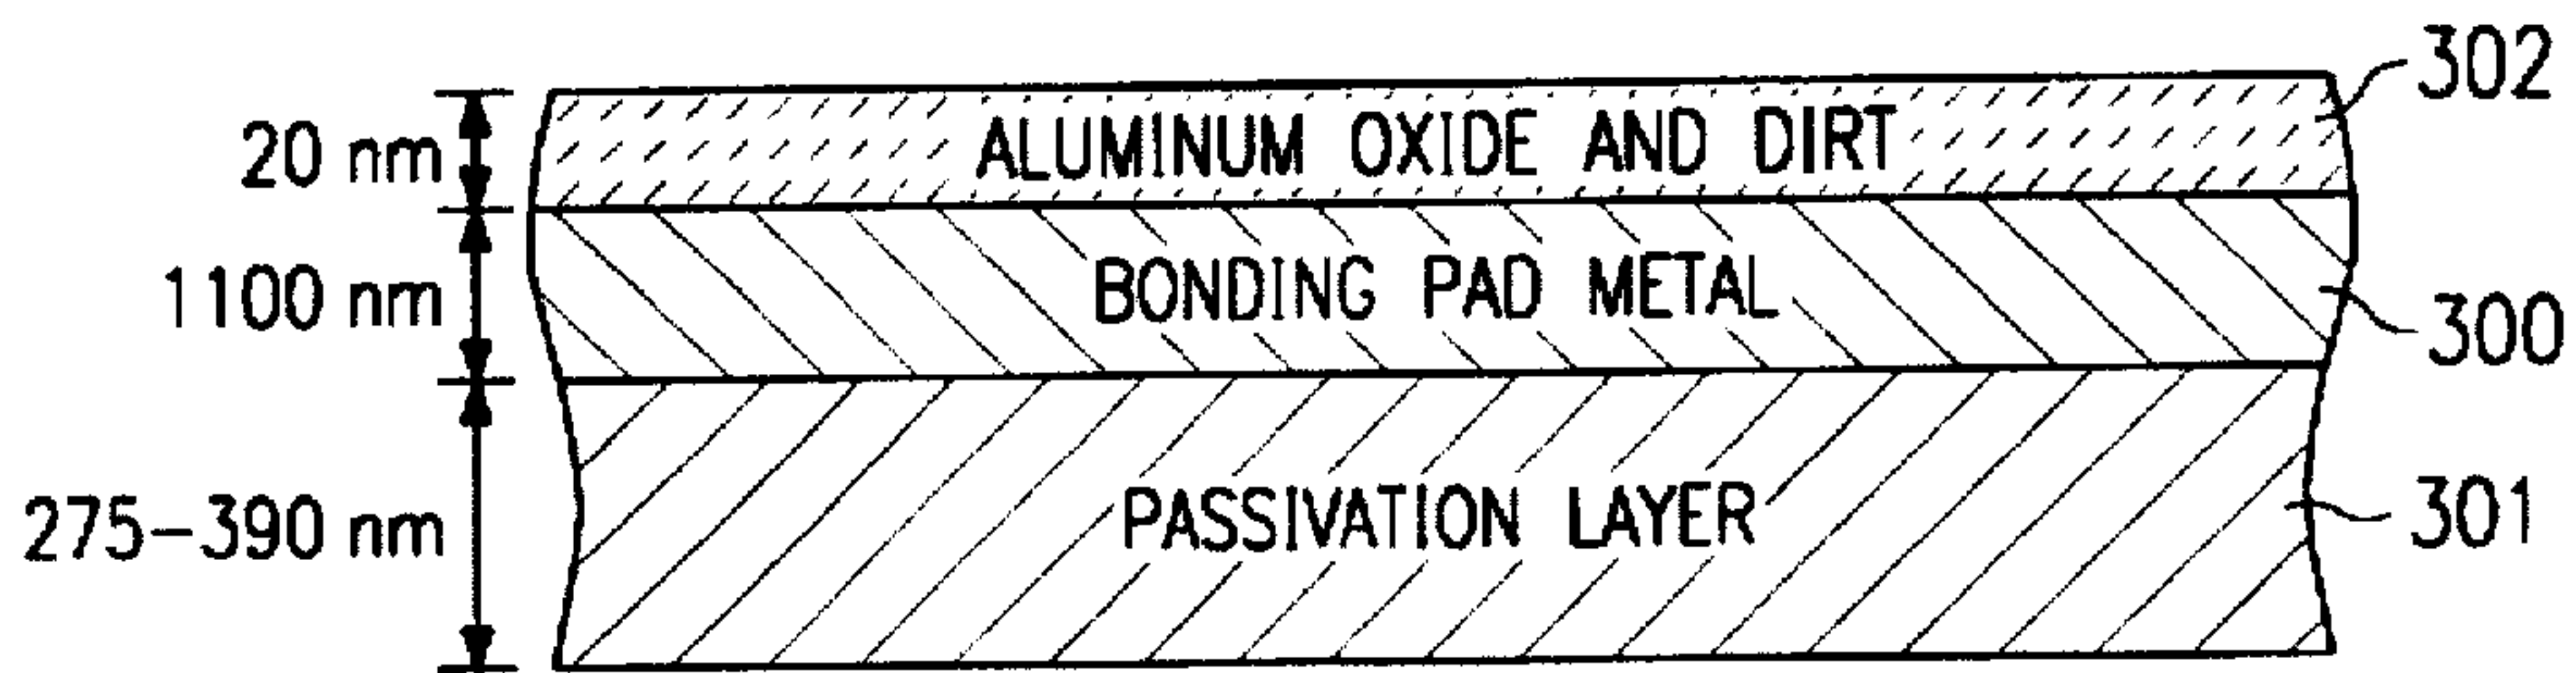 302
20 nm
ALUMINUM OXIDE AND DIRT
1100 nm
BONDING PAD METAL
300
275-390 nm
PASSIVATION LAYER
301